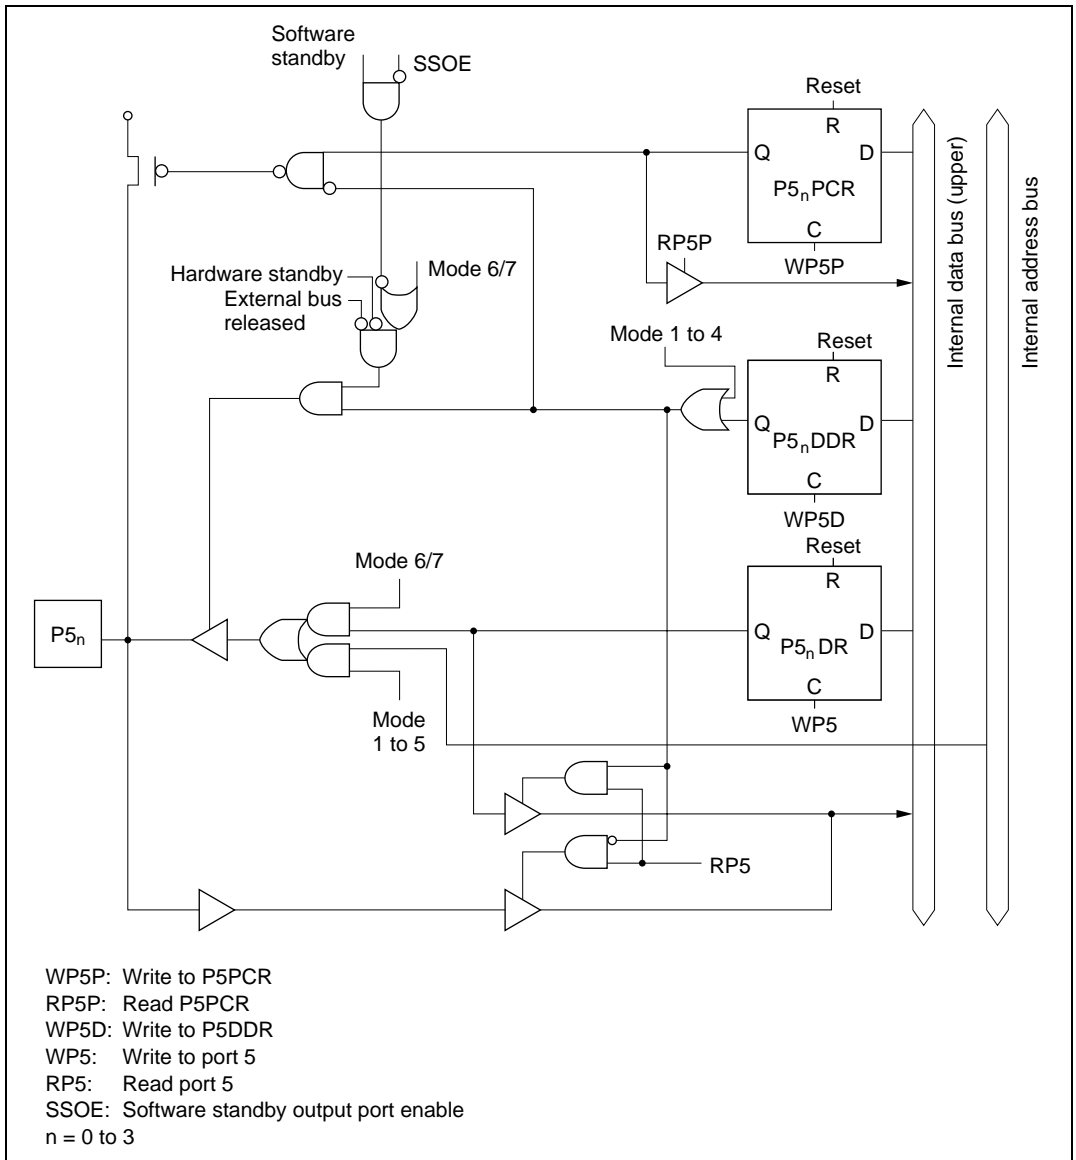 Software
standby
SSOE
Reset
R
Q
D
P5nPCR
C
WP5P
RP5P
Internal data bus (upper)
Internal address bus
Hardware standby
Mode 6/7
External bus
released
Mode 1 to 4
Reset
R
Q
D
P5nDDR
C
WP5D
Reset
R
Q
D
P5nDR
C
WP5
Mode 6/7
P5n
Mode
1 to 5
RP5
WP5P: Write to P5PCR
RP5P: Read P5PCR
WP5D: Write to P5DDR
WP5: Write to port 5
RP5: Read port 5
SSOE: Software standby output port enable
n = 0 to 3